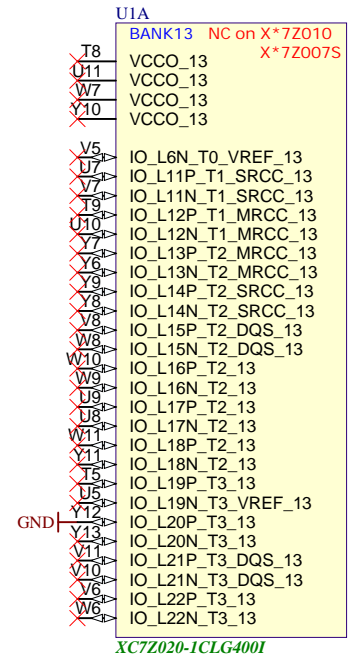 U1A
BANK13 NC on X*7Z010
X*7Z007S
T8 VCCO_13
U11 VCCO_13
W7 VCCO_13
Y10 VCCO_13
V5 IO_L6N_T0_VREF_13
U7 IO_L11P_T1_SRCC_13
V7 IO_L11N_T1_SRCC_13
T9 IO_L12P_T1_MRCC_13
U10 IO_L12N_T1_MRCC_13
Y7 IO_L13P_T2_MRCC_13
Y6 IO_L13N_T2_MRCC_13
Y9 IO_L14P_T2_SRCC_13
Y8 IO_L14N_T2_SRCC_13
V8 IO_L15P_T2_DQS_13
W8 IO_L15N_T2_DQS_13
W10 IO_L16P_T2_13
W9 IO_L16N_T2_13
U9 IO_L17P_T2_13
U8 IO_L17N_T2_13
W11 IO_L18P_T2_13
Y11 IO_L18N_T2_13
T5 IO_L19P_T3_13
U5 IO_L19N_T3_VREF_13
GND Y12 IO_L20P_T3_13
Y13 IO_L20N_T3_13
V11 IO_L21P_T3_DQS_13
V10 IO_L21N_T3_DQS_13
V6 IO_L22P_T3_13
W6 IO_L22N_T3_13
XC7Z020-1CLG400I